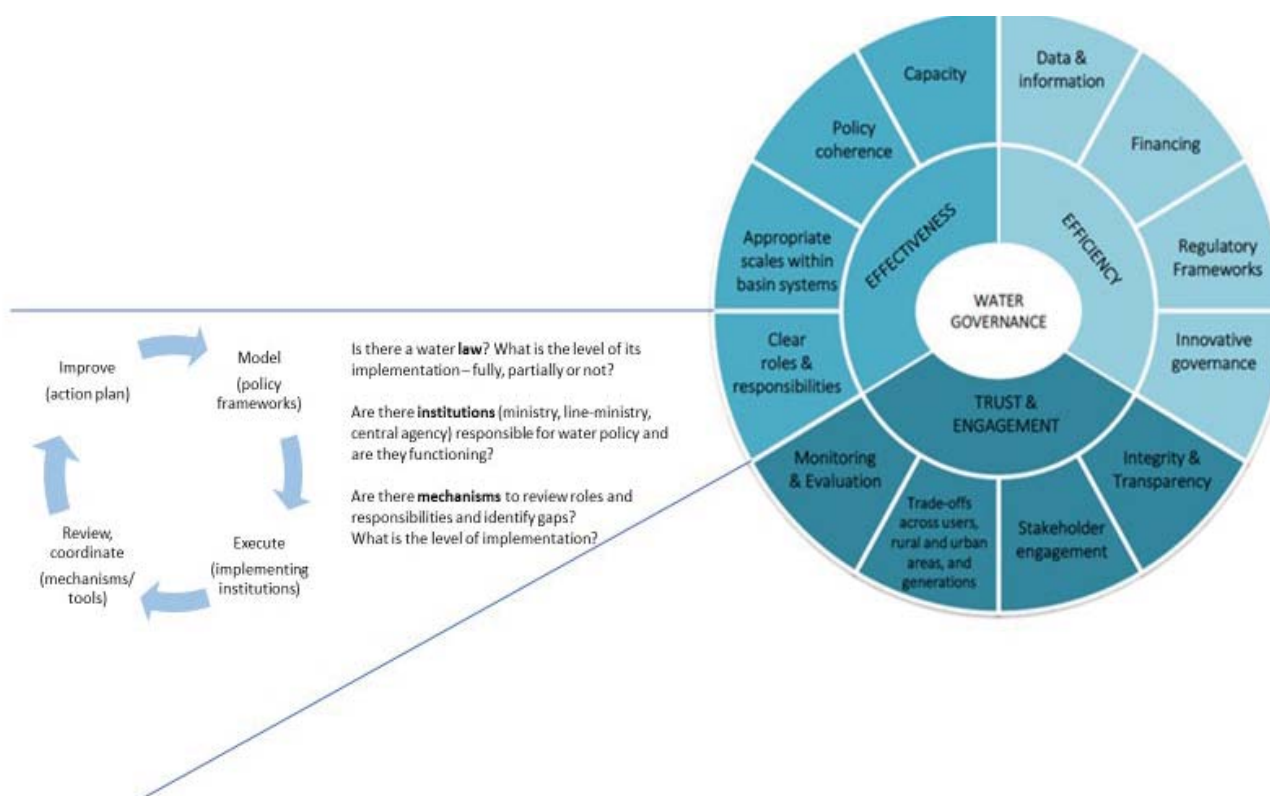 Improve
(action plan)
Model
(policy
frameworks)
Execute
(implementing
institutions)
Review,
coordinate
(mechanisms/
tools)
Is there a water law? What is the level of its
implementation – fully, partially or not?
Are there institutions (ministry, line-ministry,
central agency) responsible for water policy and
are they functioning?
Are there mechanisms to review roles and
responsibilities and identify gaps?
What is the level of implementation?
WATER
GOVERNANCE
EFFECTIVENESS
EFFICIENCY
TRUST &
ENGAGEMENT
Capacity
Policy
coherence
Appropriate
scales within
basin systems
Clear
roles &
responsibilities
Data &
information
Financing
Regulatory
Frameworks
Innovative
governance
Integrity &
Transparency
Stakeholder
engagement
Trade-offs
across users,
rural and urban
areas, and
generations
Monitoring
& Evaluation